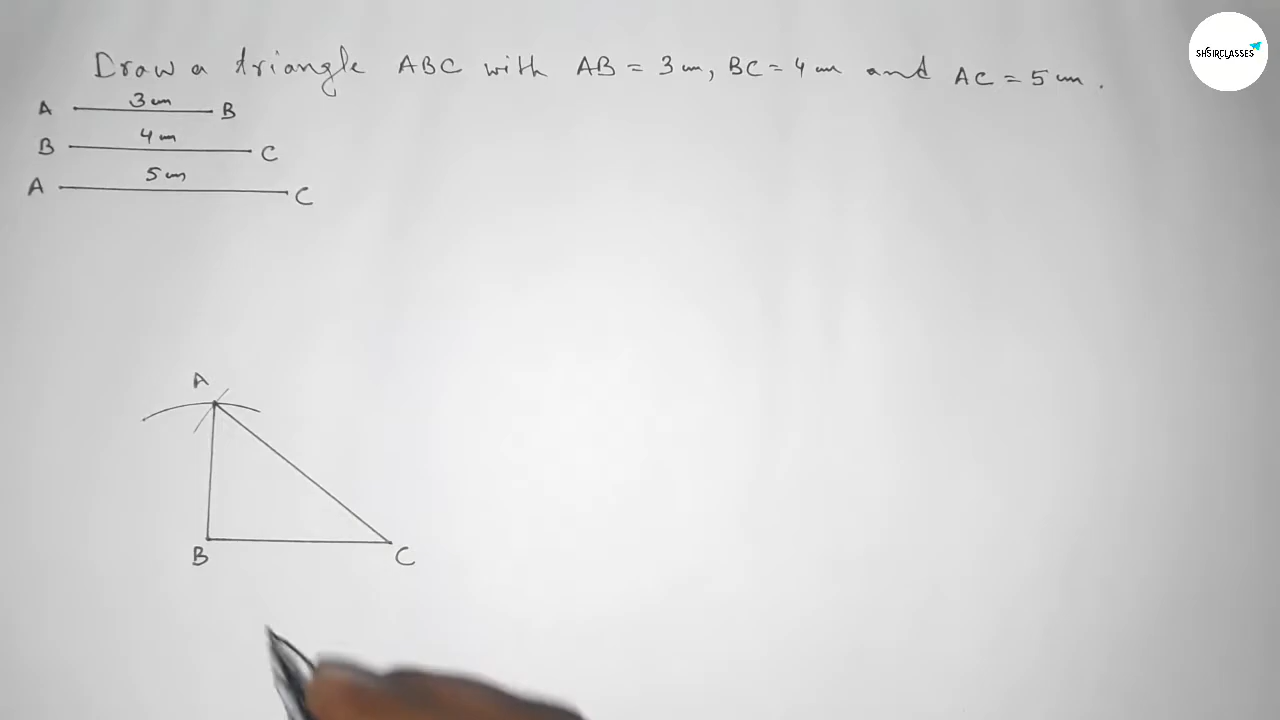 Draw a triangle ABC with AB = 3 cm, BC = 4 cm and AC = 5 cm.
SHSIRCLASSES
A 3 cm B
B 4 cm C
A 5 cm C
A
B C